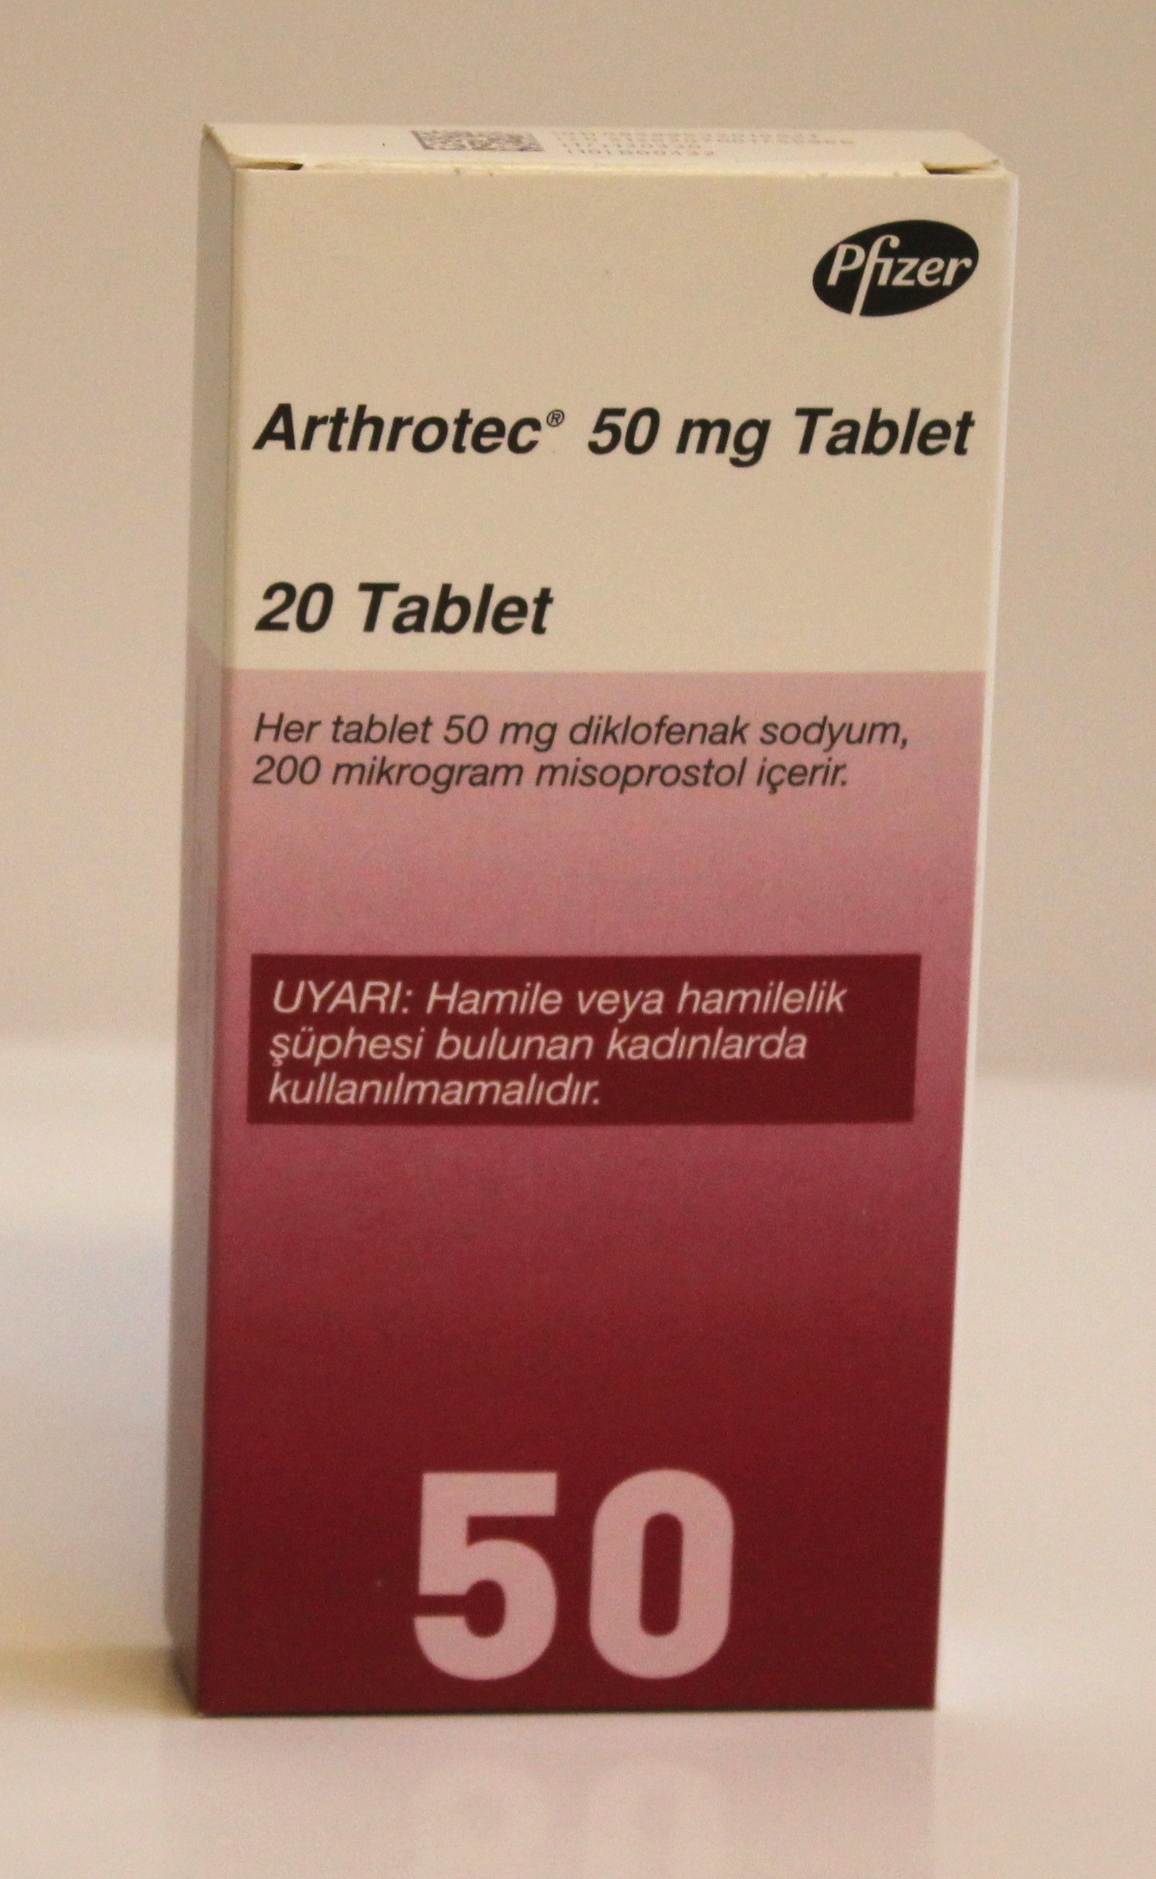 Pfizer
Arthrotec® 50 mg Tablet
20 Tablet
Her tablet 50 mg diklofenak sodyum,
200 mikrogram misoprostol içerir.
UYARI: Hamile veya hamilelik
şüphesi bulunan kadınlarda
kullanılmamalıdır.
50